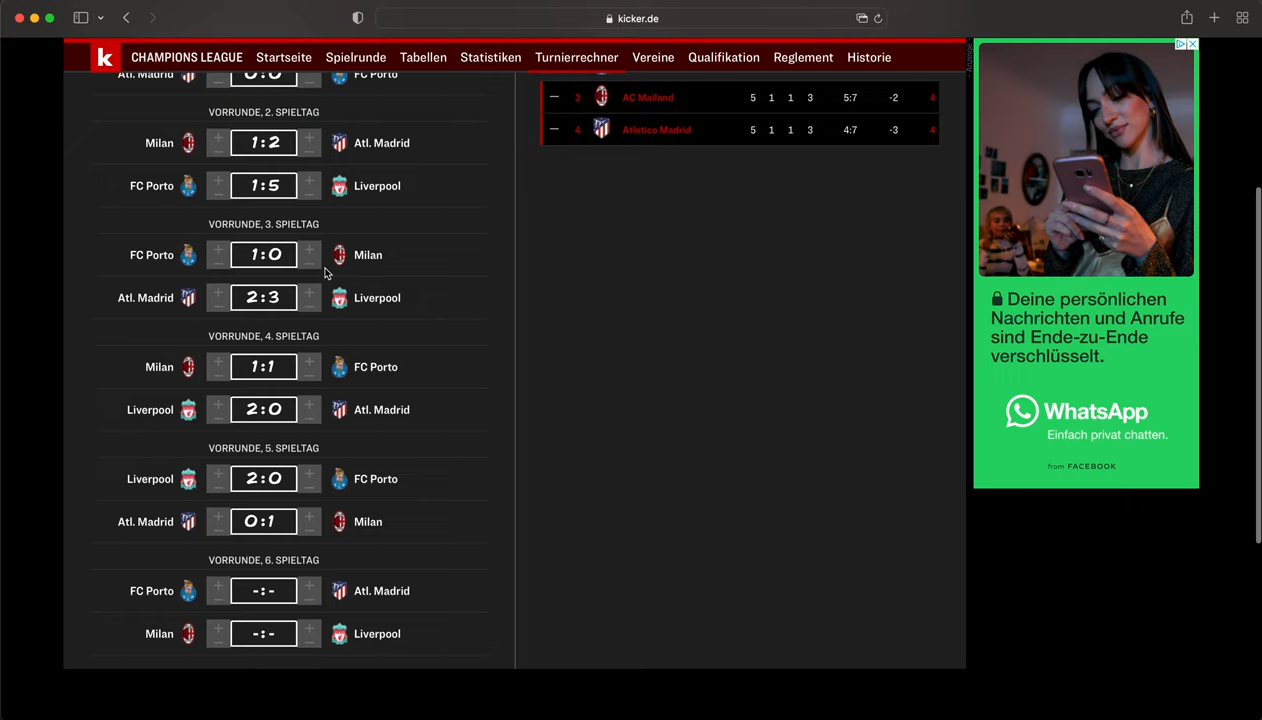 kicker.de
k CHAMPIONS LEAGUE Startseite Spielrunde Tabellen Statistiken Turnierrechner Vereine Qualifikation Reglement Historie
Atl. Madrid 0:0 FC Porto
VORRUNDE, 2. SPIELTAG
Milan 1:2 Atl. Madrid
FC Porto 1:5 Liverpool
VORRUNDE, 3. SPIELTAG
FC Porto 1:0 Milan
Atl. Madrid 2:3 Liverpool
VORRUNDE, 4. SPIELTAG
Milan 1:1 FC Porto
Liverpool 2:0 Atl. Madrid
VORRUNDE, 5. SPIELTAG
Liverpool 2:0 FC Porto
Atl. Madrid 0:1 Milan
VORRUNDE, 6. SPIELTAG
FC Porto -:- Atl. Madrid
Milan -:- Liverpool
— 3 AC Mailand 5 1 1 3 5:7 -2 4
— 4 Atletico Madrid 5 1 1 3 4:7 -3 4
Anzeige
Deine persönlichen
Nachrichten und Anrufe
sind Ende-zu-Ende
verschlüsselt.
WhatsApp
Einfach privat chatten.
from FACEBOOK